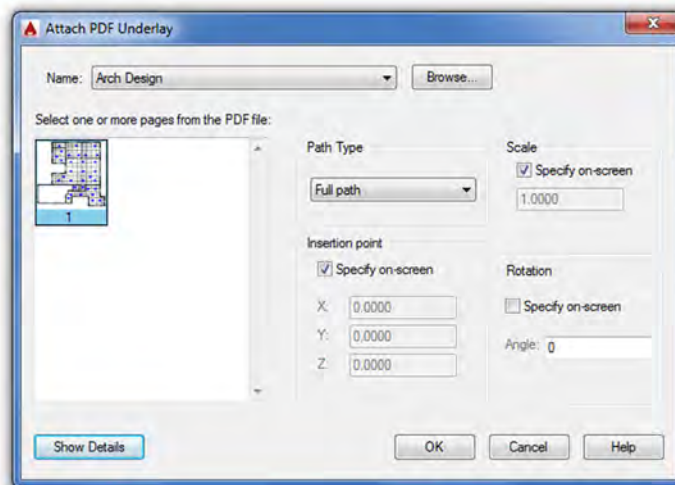 Attach PDF Underlay
Name: Arch Design Browse...
Select one or more pages from the PDF file:
1
Path Type
Full path
Scale
Specify on-screen
1.0000
Insertion point
Specify on-screen
X: 0.0000
Y: 0.0000
Z: 0.0000
Rotation
Specify on-screen
Angle: 0
Show Details OK Cancel Help